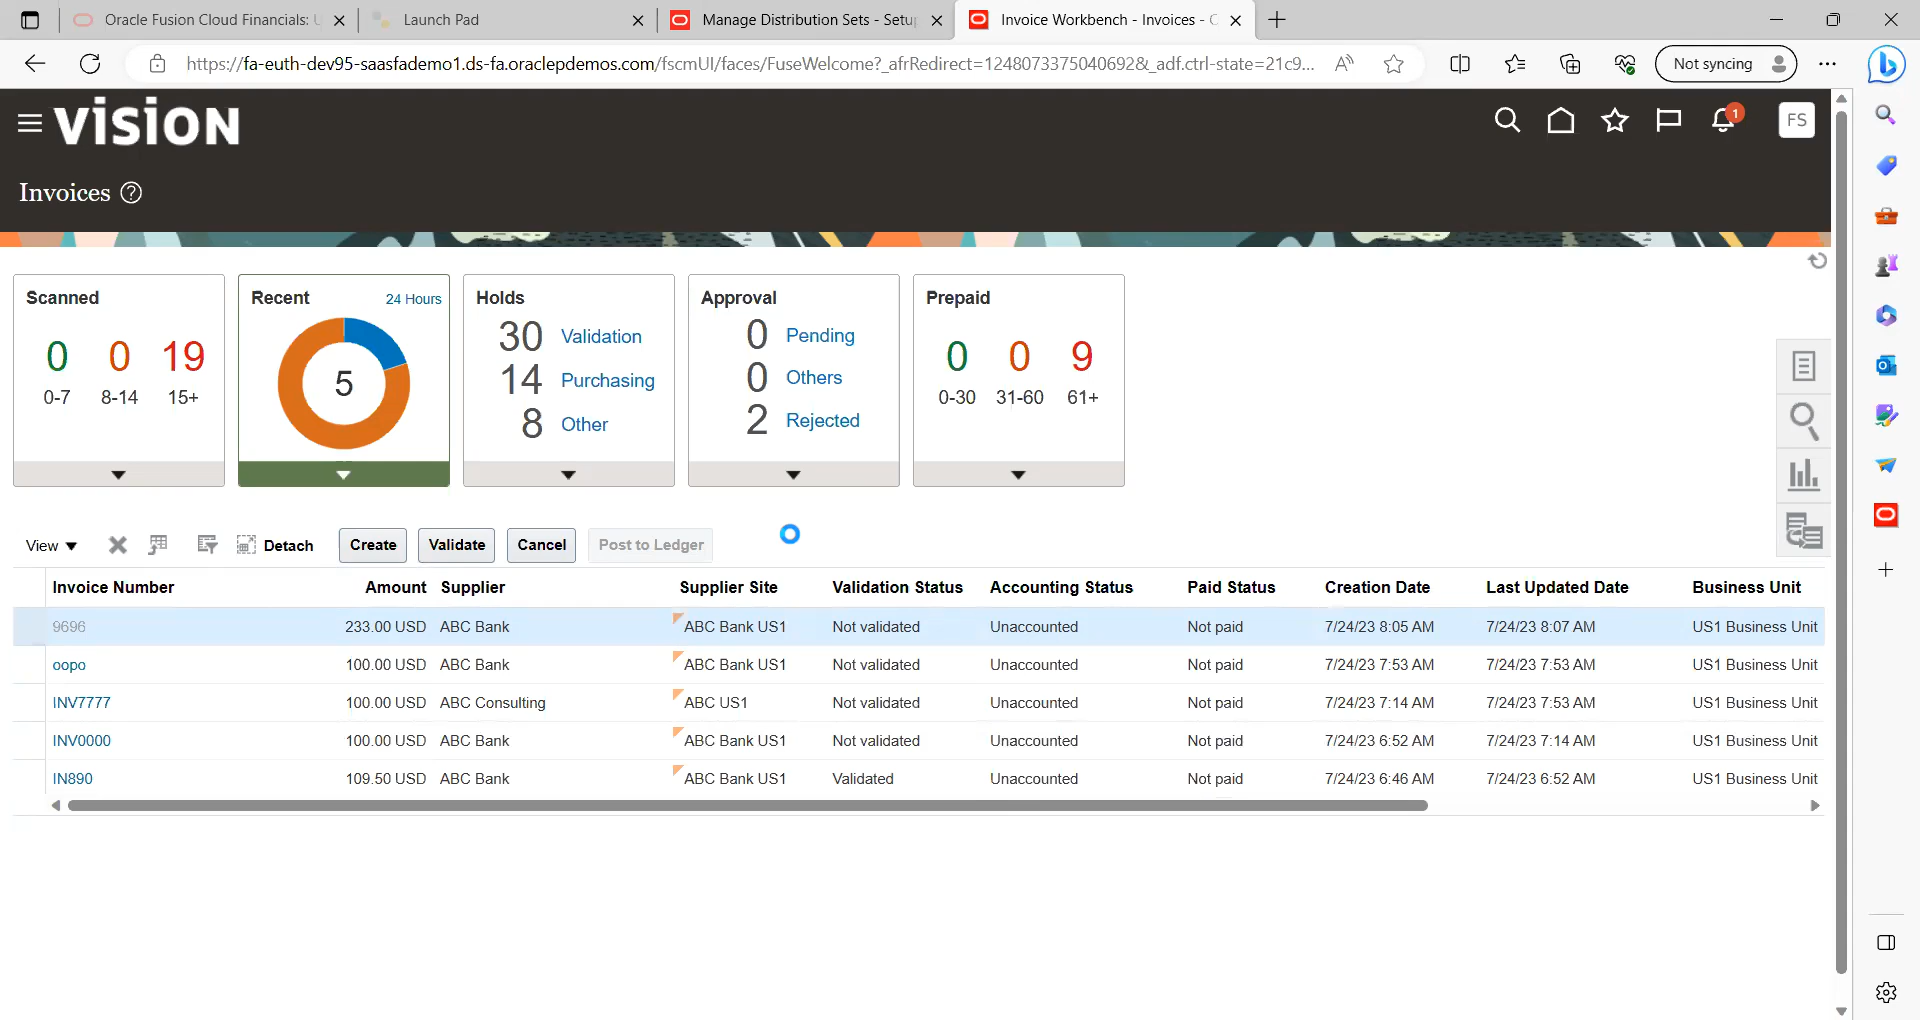 Oracle Fusion Cloud Financials: U
Launch Pad
Manage Distribution Sets - Setup
Invoice Workbench - Invoices - O
https://fa-euth-dev95-saasfademo1.ds-fa.oraclepdemos.com/fscmUI/faces/FuseWelcome?_afrRedirect=1248073375040692&_adf.ctrl-state=21c9...
Not syncing
vision
1
FS
Invoices
Scanned
0 0 19
0-7 8-14 15+
Recent 24 Hours
5
Holds
30 Validation
14 Purchasing
8 Other
Approval
0 Pending
0 Others
2 Rejected
Prepaid
0 0 9
0-30 31-60 61+
View Detach Create Validate Cancel Post to Ledger
Invoice Number Amount Supplier Supplier Site Validation Status Accounting Status Paid Status Creation Date Last Updated Date Business Unit
9696 233.00 USD ABC Bank ABC Bank US1 Not validated Unaccounted Not paid 7/24/23 8:05 AM 7/24/23 8:07 AM US1 Business Unit
oopo 100.00 USD ABC Bank ABC Bank US1 Not validated Unaccounted Not paid 7/24/23 7:53 AM 7/24/23 7:53 AM US1 Business Unit
INV7777 100.00 USD ABC Consulting ABC US1 Not validated Unaccounted Not paid 7/24/23 7:14 AM 7/24/23 7:53 AM US1 Business Unit
INV0000 100.00 USD ABC Bank ABC Bank US1 Not validated Unaccounted Not paid 7/24/23 6:52 AM 7/24/23 7:14 AM US1 Business Unit
IN890 109.50 USD ABC Bank ABC Bank US1 Validated Unaccounted Not paid 7/24/23 6:46 AM 7/24/23 6:52 AM US1 Business Unit